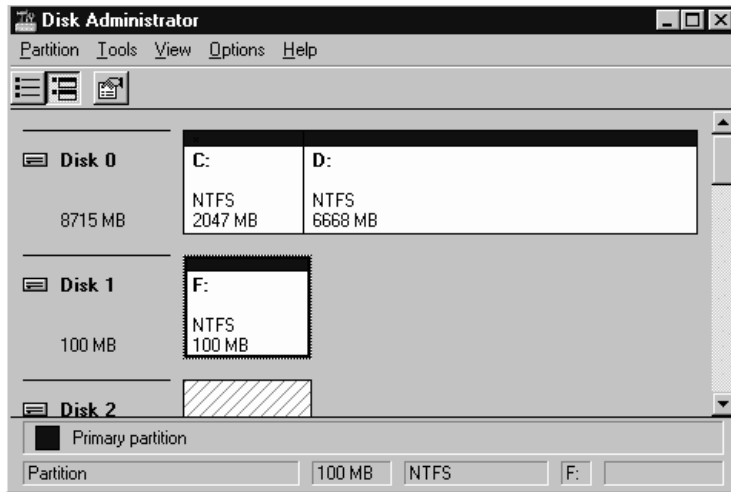 Disk Administrator
Partition Tools View Options Help
Disk 0
8715 MB
C:
NTFS
2047 MB
D:
NTFS
6668 MB
Disk 1
100 MB
F:
NTFS
100 MB
Disk 2
Primary partition
Partition 100 MB NTFS F: